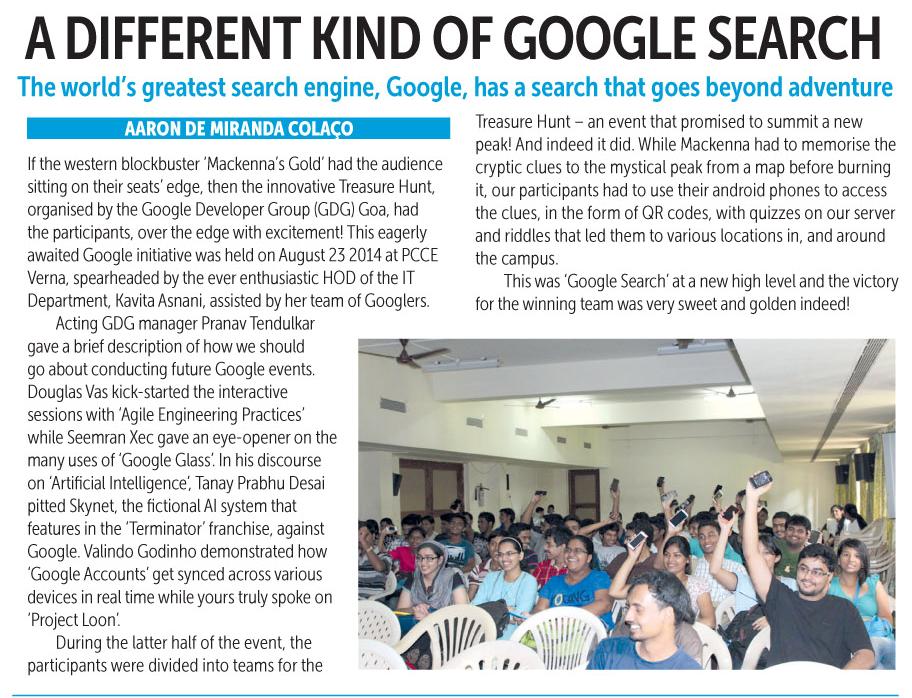 A DIFFERENT KIND OF GOOGLE SEARCH
The world's greatest search engine, Google, has a search that goes beyond adventure
AARON DE MIRANDA COLAÇO
If the western blockbuster 'Mackenna's Gold' had the audience
sitting on their seats' edge, then the innovative Treasure Hunt,
organised by the Google Developer Group (GDG) Goa, had
the participants, over the edge with excitement! This eagerly
awaited Google initiative was held on August 23 2014 at PCCE
Verna, spearheaded by the ever enthusiastic HOD of the IT
Department, Kavita Asnani, assisted by her team of Googlers.
Acting GDG manager Pranav Tendulkar
gave a brief description of how we should
go about conducting future Google events.
Douglas Vas kick-started the interactive
sessions with 'Agile Engineering Practices'
while Seemran Xec gave an eye-opener on the
many uses of 'Google Glass'. In his discourse
on 'Artificial Intelligence', Tanay Prabhu Desai
pitted Skynet, the fictional AI system that
features in the 'Terminator' franchise, against
Google. Valindo Godinho demonstrated how
'Google Accounts' get synced across various
devices in real time while yours truly spoke on
'Project Loon'.
During the latter half of the event, the
participants were divided into teams for the
Treasure Hunt – an event that promised to summit a new
peak! And indeed it did. While Mackenna had to memorise the
cryptic clues to the mystical peak from a map before burning
it, our participants had to use their android phones to access
the clues, in the form of QR codes, with quizzes on our server
and riddles that led them to various locations in, and around
the campus.
This was 'Google Search' at a new high level and the victory
for the winning team was very sweet and golden indeed!